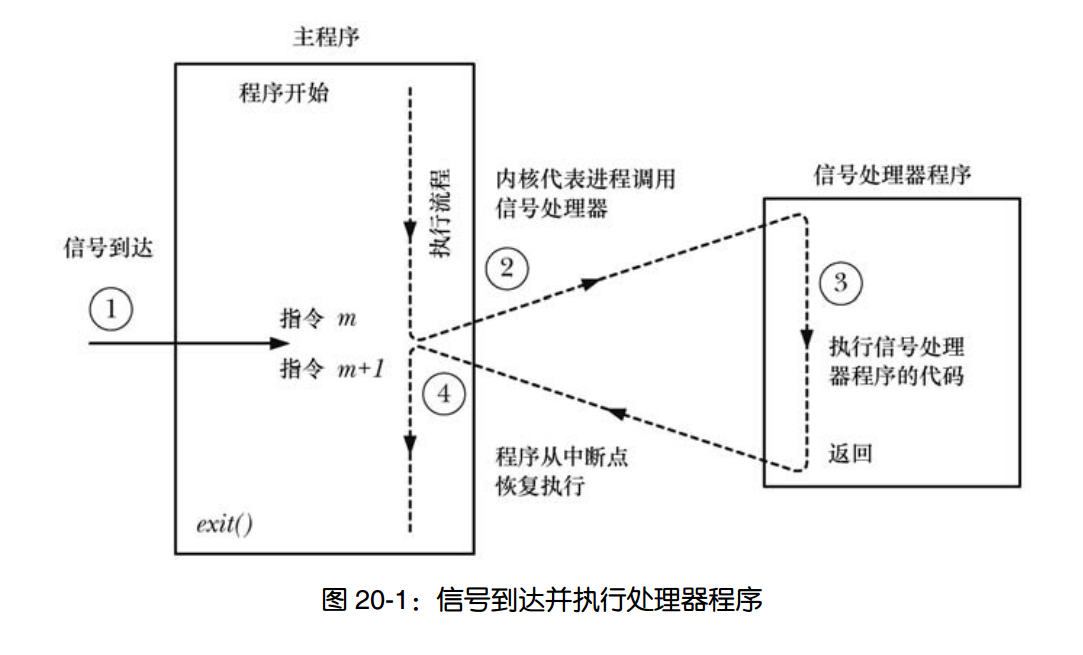 主程序
程序开始
执行流程
信号到达
①
指令 m
指令 m+1
内核代表进程调用
信号处理器
②
信号处理器程序
③
执行信号处理
器程序的代码
返回
④
程序从中断点
恢复执行
exit()
图 20-1：信号到达并执行处理器程序